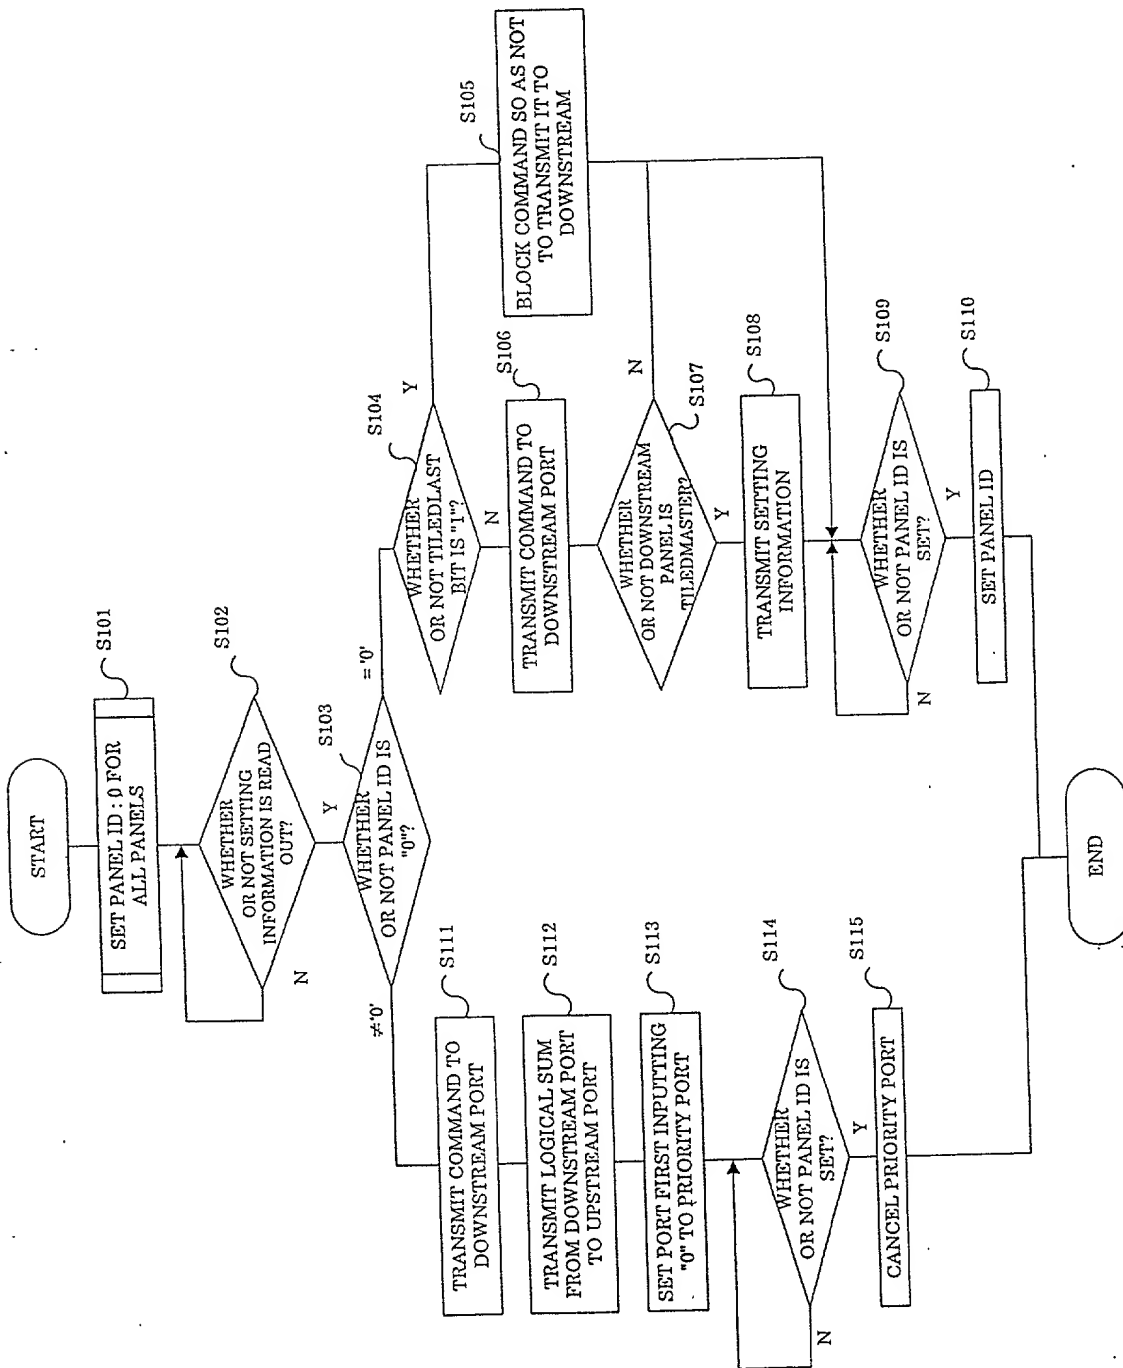 START
S101
SET PANEL ID : 0 FOR
ALL PANELS
S102
WHETHER
OR NOT SETTING
INFORMATION IS READ
OUT?
N
Y
S103
WHETHER
OR NOT PANEL ID IS
"0"?
≠'0'
= '0'
S104
WHETHER
OR NOT TILEDLAST
BIT IS "1"?
Y
N
S105
BLOCK COMMAND SO AS NOT
TO TRANSMIT IT TO
DOWNSTREAM
S106
TRANSMIT COMMAND TO
DOWNSTREAM PORT
S107
WHETHER
OR NOT DOWNSTREAM
PANEL IS
TILEDMASTER?
N
Y
S108
TRANSMIT SETTING
INFORMATION
S109
WHETHER
OR NOT PANEL ID IS
SET?
N
Y
S110
SET PANEL ID
S111
TRANSMIT COMMAND TO
DOWNSTREAM PORT
S112
TRANSMIT LOGICAL SUM
FROM DOWNSTREAM PORT
TO UPSTREAM PORT
S113
SET PORT FIRST INPUTTING
"0" TO PRIORITY PORT
S114
WHETHER
OR NOT PANEL ID IS
SET?
N
Y
S115
CANCEL PRIORITY PORT
END